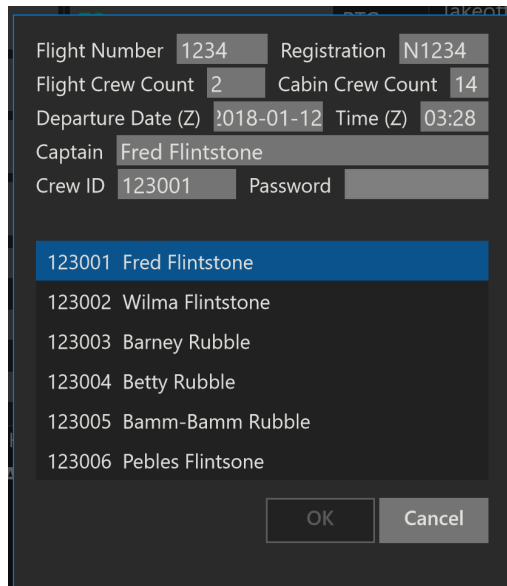 Takeoff
Flight Number 1234 Registration N1234
Flight Crew Count 2 Cabin Crew Count 14
Departure Date (Z) 2018-01-12 Time (Z) 03:28
Captain Fred Flintstone
Crew ID 123001 Password
123001 Fred Flintstone
123002 Wilma Flintstone
123003 Barney Rubble
123004 Betty Rubble
123005 Bamm-Bamm Rubble
123006 Pebles Flintsone
OK Cancel